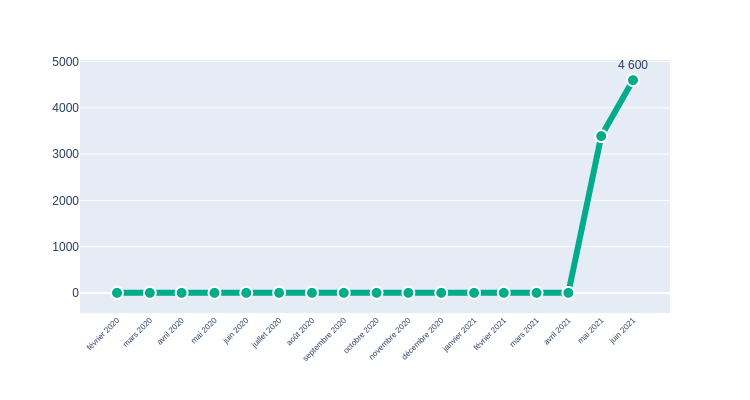 5000
4000
3000
2000
1000
0
4 600
février 2020
mars 2020
avril 2020
mai 2020
juin 2020
juillet 2020
août 2020
septembre 2020
octobre 2020
novembre 2020
décembre 2020
janvier 2021
février 2021
mars 2021
avril 2021
mai 2021
juin 2021